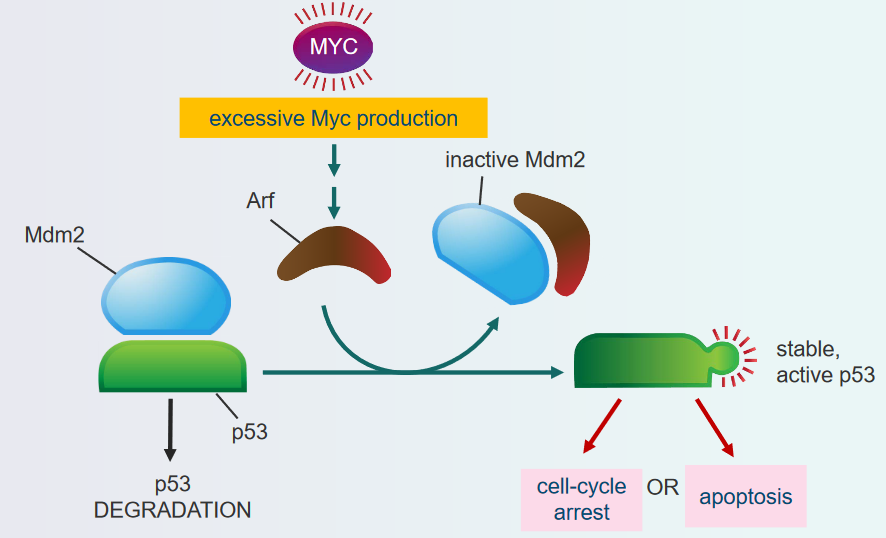 MYC
excessive Myc production
inactive Mdm2
Arf
Mdm2
stable,
active p53
p53
p53
DEGRADATION
cell-cycle
arrest
OR
apoptosis